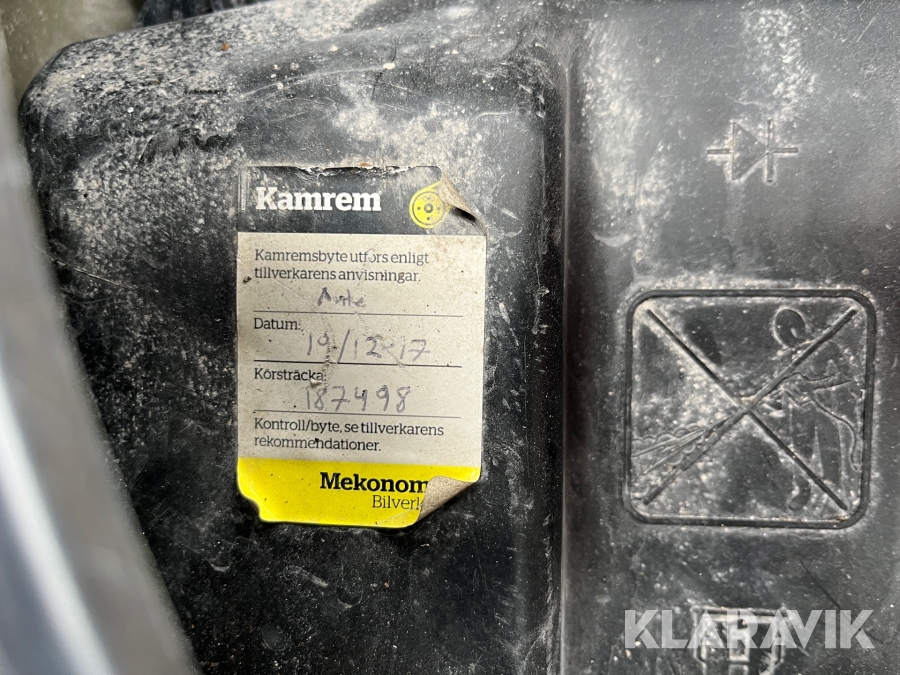 Kamrem
Kamremsbyte utförs enligt
tillverkarens anvisningar.
Datum:
19/12-17
Körsträcka:
187498
Kontroll/byte, se tillverkarens
rekommendationer.
Mekonom
Bilverk
KLARAVIK